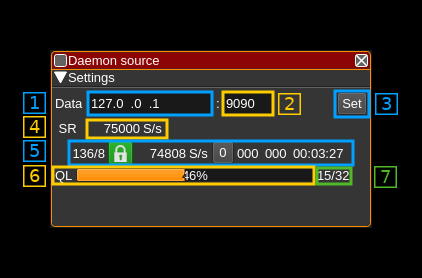 Daemon source
Settings
1 Data 127.0 .0 .1 : 9090 2 Set 3
4 SR 75000 S/s
5 136/8 74808 S/s 0 000 000 00:03:27
6 QL 46% 15/32 7